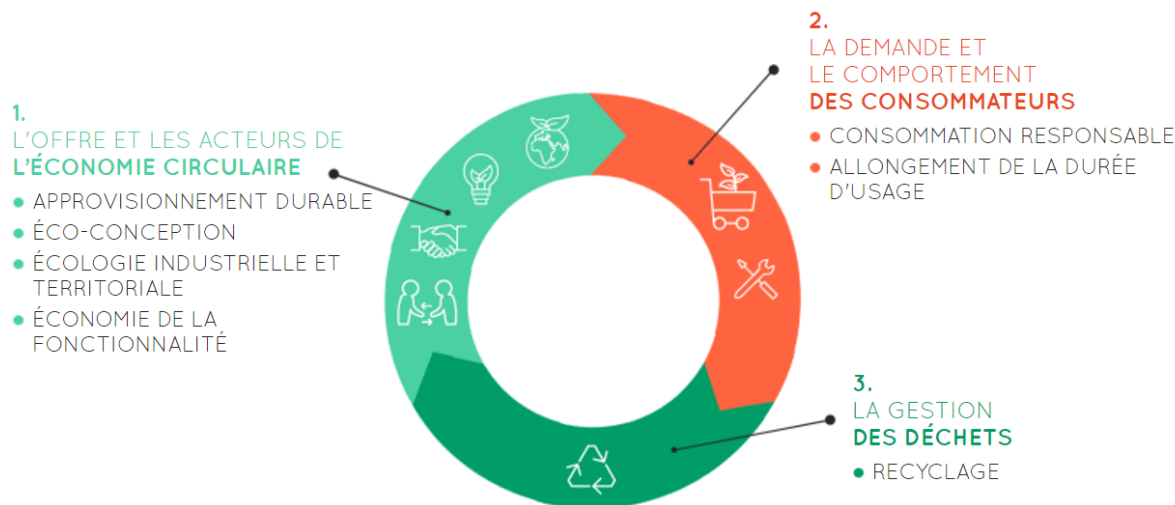 1.
L'OFFRE ET LES ACTEURS DE
L'ÉCONOMIE CIRCULAIRE
• APPROVISIONNEMENT DURABLE
• ÉCO-CONCEPTION
• ÉCOLOGIE INDUSTRIELLE ET
TERRITORIALE
• ÉCONOMIE DE LA
FONCTIONNALITÉ
2.
LA DEMANDE ET
LE COMPORTEMENT
DES CONSOMMATEURS
• CONSOMMATION RESPONSABLE
• ALLONGEMENT DE LA DURÉE
D'USAGE
3.
LA GESTION
DES DÉCHETS
• RECYCLAGE